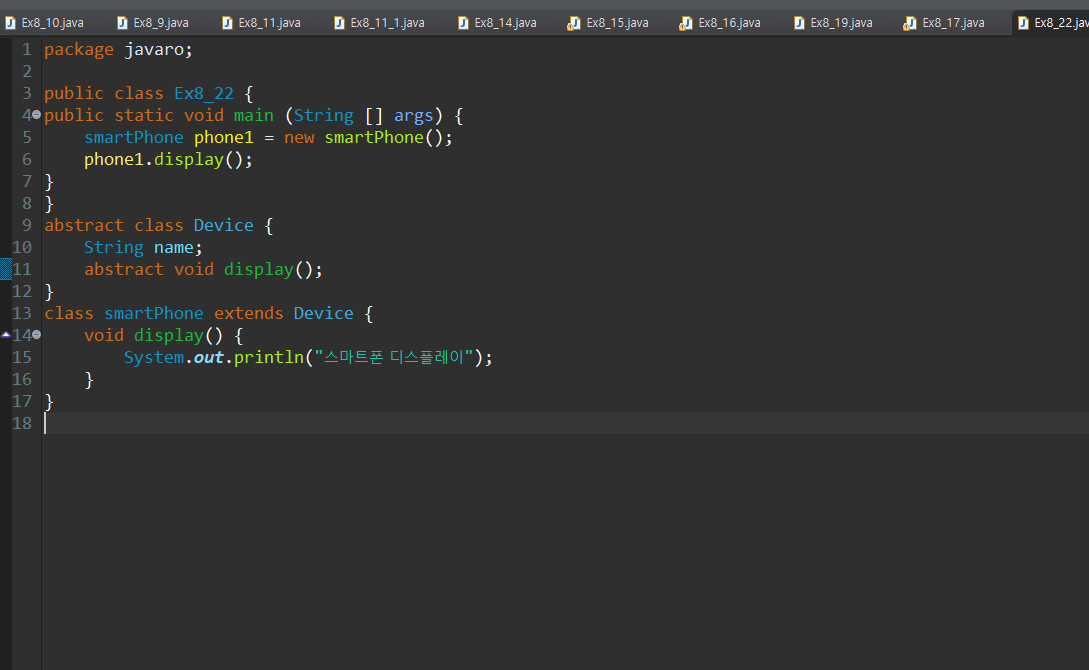 Ex8_10.java Ex8_9.java Ex8_11.java Ex8_11_1.java Ex8_14.java Ex8_15.java Ex8_16.java Ex8_19.java Ex8_17.java Ex8_22.jav
1 package javaro;
2
3 public class Ex8_22 {
4 public static void main (String [] args) {
5 smartPhone phone1 = new smartPhone();
6 phone1.display();
7 }
8 }
9 abstract class Device {
10 String name;
11 abstract void display();
12 }
13 class smartPhone extends Device {
14 void display() {
15 System.out.println("스마트폰 디스플레이");
16 }
17 }
18